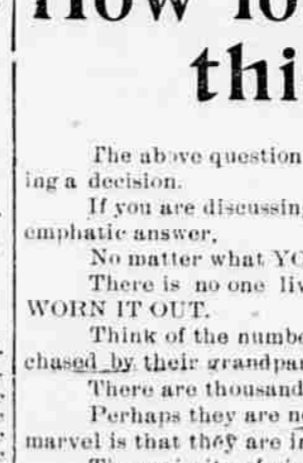 How lo
thi
The above question
ing a decision.
If you are discussin
emphatic answer.
No matter what YO
There is no one liv
WORN IT OUT.
Think of the numbe
chased by their grandpar
There are thousand
Perhaps they are n
marvel is that they are i